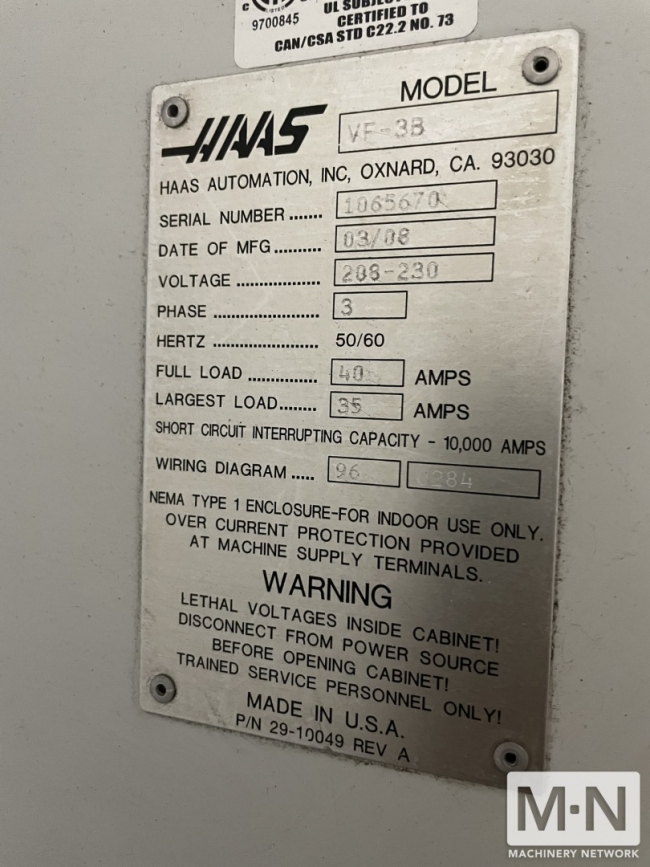 C
9700845
UL SUBJECT
CERTIFIED TO
CAN/CSA STD C22.2 NO. 73
HAAS
MODEL
VF-3B
HAAS AUTOMATION, INC, OXNARD, CA. 93030
SERIAL NUMBER ....... 1065670
DATE OF MFG.......... 03/08
VOLTAGE .................. 208-230
PHASE ....................... 3
HERTZ ....................... 50/60
FULL LOAD ............... 40 AMPS
LARGEST LOAD........ 35 AMPS
SHORT CIRCUIT INTERRUPTING CAPACITY - 10,000 AMPS
WIRING DIAGRAM ..... 96
NEMA TYPE 1 ENCLOSURE-FOR INDOOR USE ONLY.
OVER CURRENT PROTECTION PROVIDED
AT MACHINE SUPPLY TERMINALS.
WARNING
LETHAL VOLTAGES INSIDE CABINET!
DISCONNECT FROM POWER SOURCE
BEFORE OPENING CABINET!
TRAINED SERVICE PERSONNEL ONLY!
MADE IN U.S.A.
P/N 29-10049 REV A
M·N
MACHINERY NETWORK